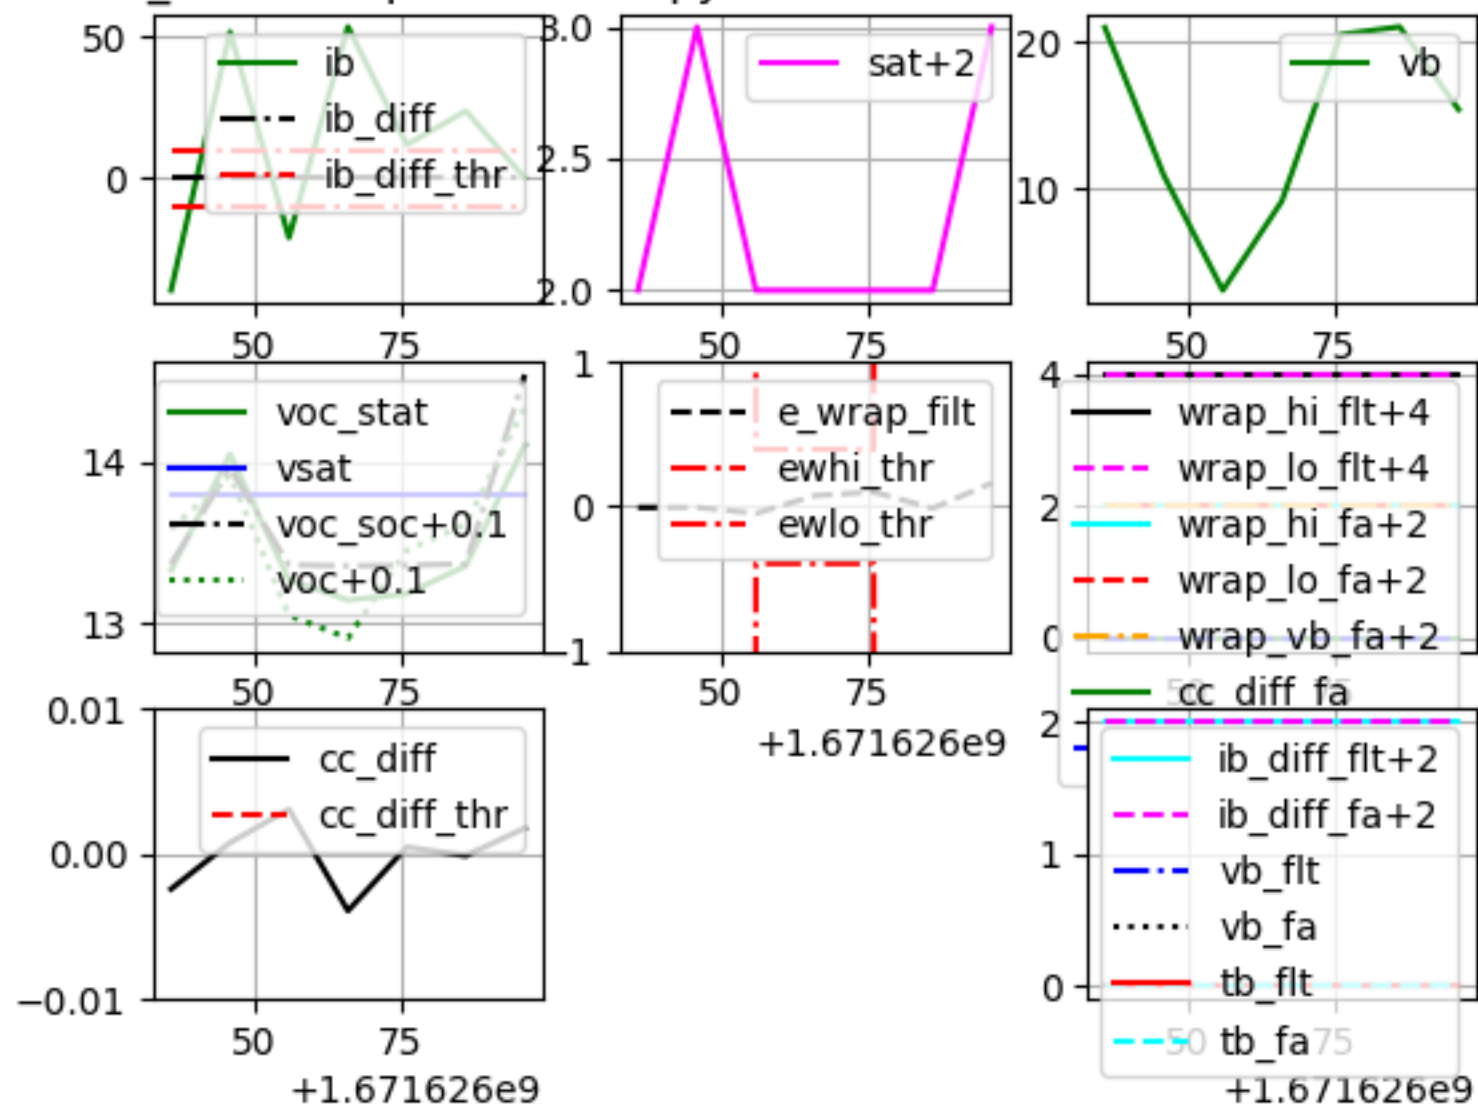 50
0
ib
ib_diff
ib_diff_thr
50
75
3.0
2.5
2.0
sat+2
50
75
20
10
vb
50
75
14
13
voc_stat
vsat
voc_soc+0.1
voc+0.1
50
75
1
0
−1
e_wrap_filt
ewhi_thr
ewlo_thr
50
75
+1.671626e9
4
2
0
wrap_hi_flt+4
wrap_lo_flt+4
wrap_hi_fa+2
wrap_lo_fa+2
wrap_vb_fa+2
cc_diff_fa
50
75
0.01
0.00
−0.01
cc_diff
cc_diff_thr
50
75
+1.671626e9
2
1
0
ib_diff_flt+2
ib_diff_fa+2
vb_flt
vb_fa
tb_flt
tb_fa
50
75
+1.671626e9